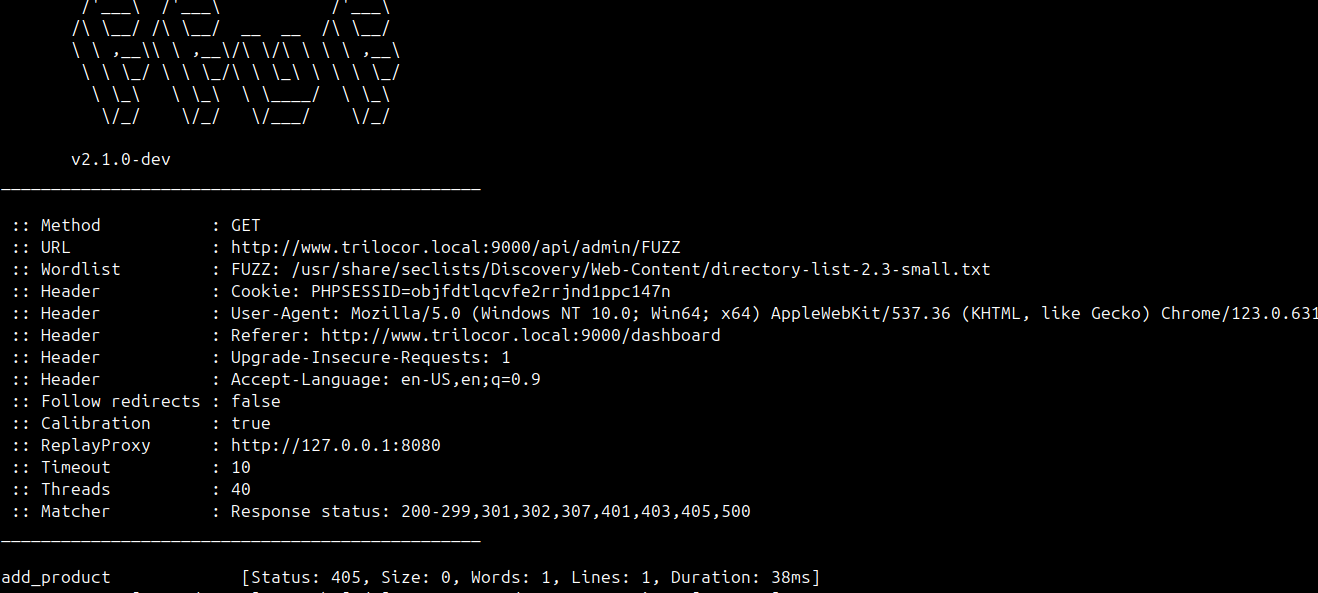 v2.1.0-dev
________________________________________________
:: Method : GET
:: URL : http://www.trilocor.local:9000/api/admin/FUZZ
:: Wordlist : FUZZ: /usr/share/seclists/Discovery/Web-Content/directory-list-2.3-small.txt
:: Header : Cookie: PHPSESSID=objfdtlqcvfe2rrjnd1ppc147n
:: Header : User-Agent: Mozilla/5.0 (Windows NT 10.0; Win64; x64) AppleWebKit/537.36 (KHTML, like Gecko) Chrome/123.0.631
:: Header : Referer: http://www.trilocor.local:9000/dashboard
:: Header : Upgrade-Insecure-Requests: 1
:: Header : Accept-Language: en-US,en;q=0.9
:: Follow redirects : false
:: Calibration : true
:: ReplayProxy : http://127.0.0.1:8080
:: Timeout : 10
:: Threads : 40
:: Matcher : Response status: 200-299,301,302,307,401,403,405,500
________________________________________________
add_product [Status: 405, Size: 0, Words: 1, Lines: 1, Duration: 38ms]